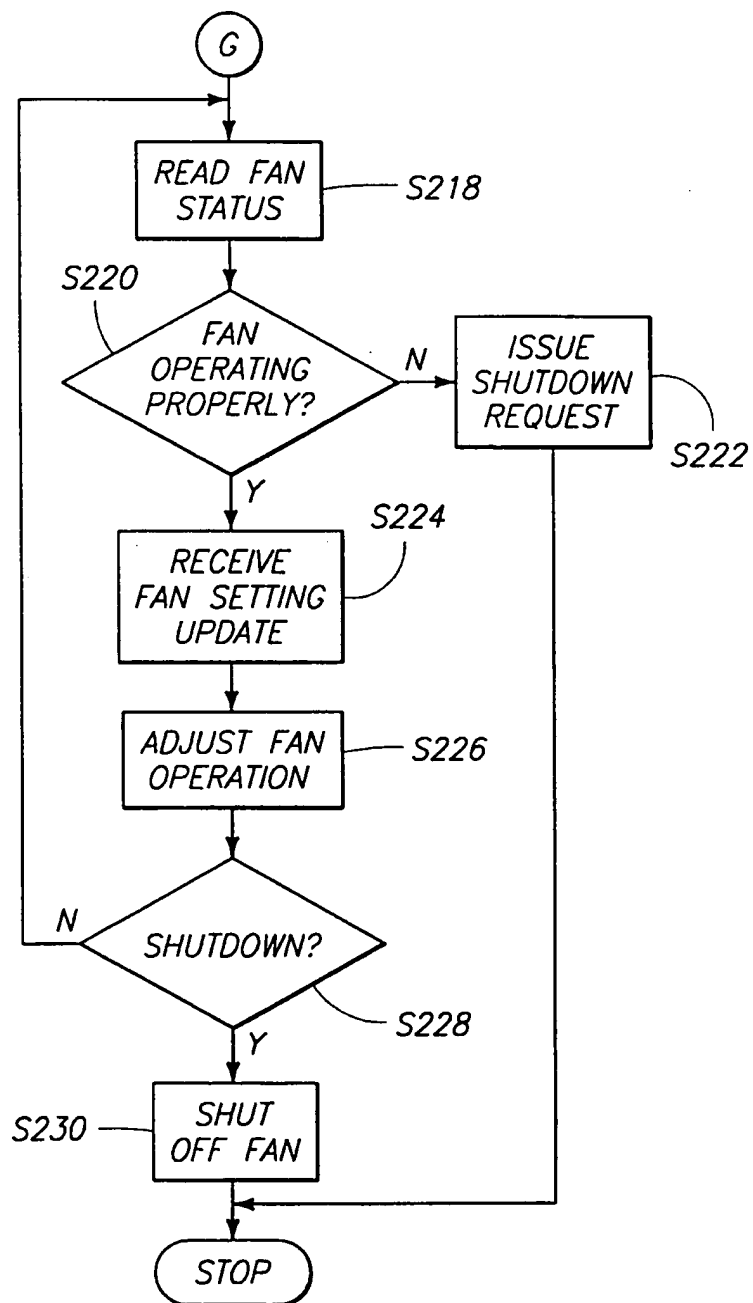 G
READ FAN
STATUS
S218
S220
FAN
OPERATING
PROPERLY?
N
ISSUE
SHUTDOWN
REQUEST
S222
Y
S224
RECEIVE
FAN SETTING
UPDATE
ADJUST FAN
OPERATION
S226
N
SHUTDOWN?
S228
Y
S230
SHUT
OFF FAN
STOP